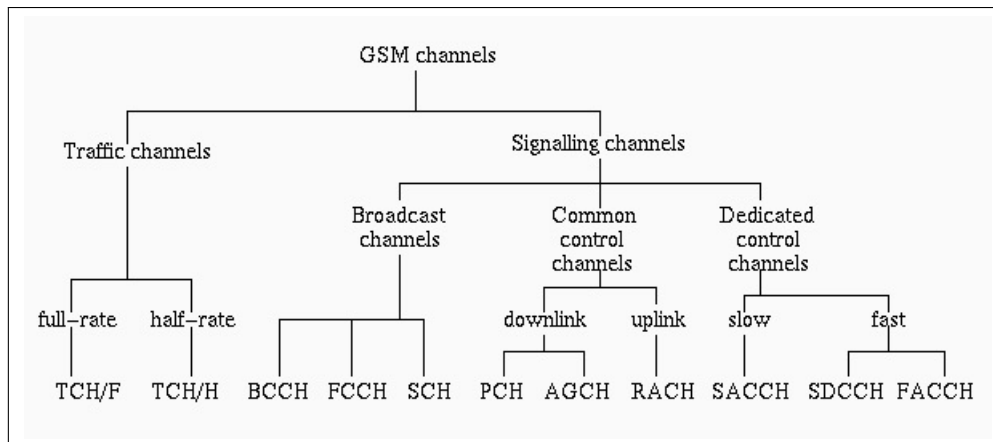 GSM channels
Traffic channels
Signalling channels
Broadcast
channels
Common
control
channels
Dedicated
control
channels
full-rate
half-rate
downlink
uplink
slow
fast
TCH/F
TCH/H
BCCH
FCCH
SCH
PCH
AGCH
RACH
SACCH
SDCCH
FACCH